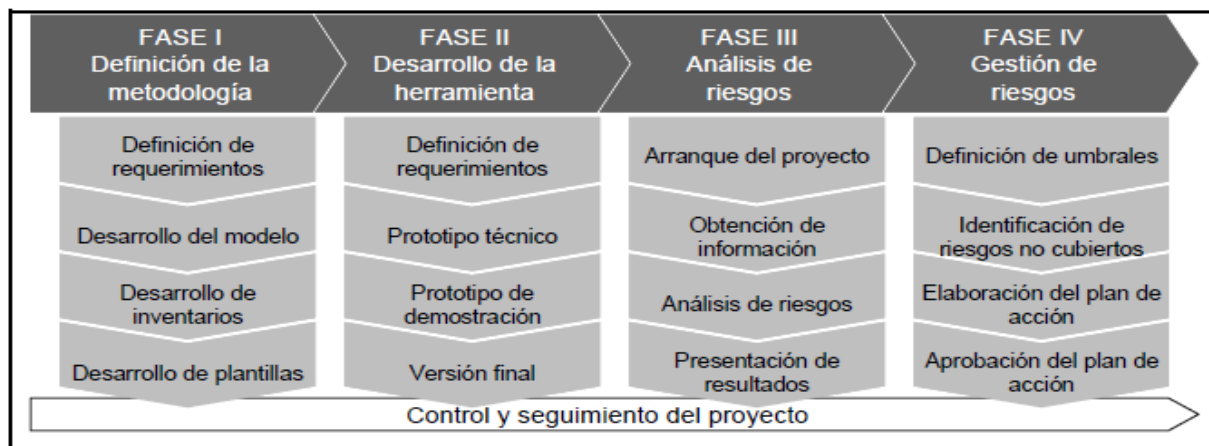 FASE I
Definición de la
metodología
Definición de
requerimientos
Desarrollo del modelo
Desarrollo de
inventarios
Desarrollo de plantillas
FASE II
Desarrollo de la
herramienta
Definición de
requerimientos
Prototipo técnico
Prototipo de
demostración
Versión final
FASE III
Análisis de
riesgos
Arranque del proyecto
Obtención de
información
Análisis de riesgos
Presentación de
resultados
FASE IV
Gestión de
riesgos
Definición de umbrales
Identificación de
riesgos no cubiertos
Elaboración del plan de
acción
Aprobación del plan de
acción
Control y seguimiento del proyecto